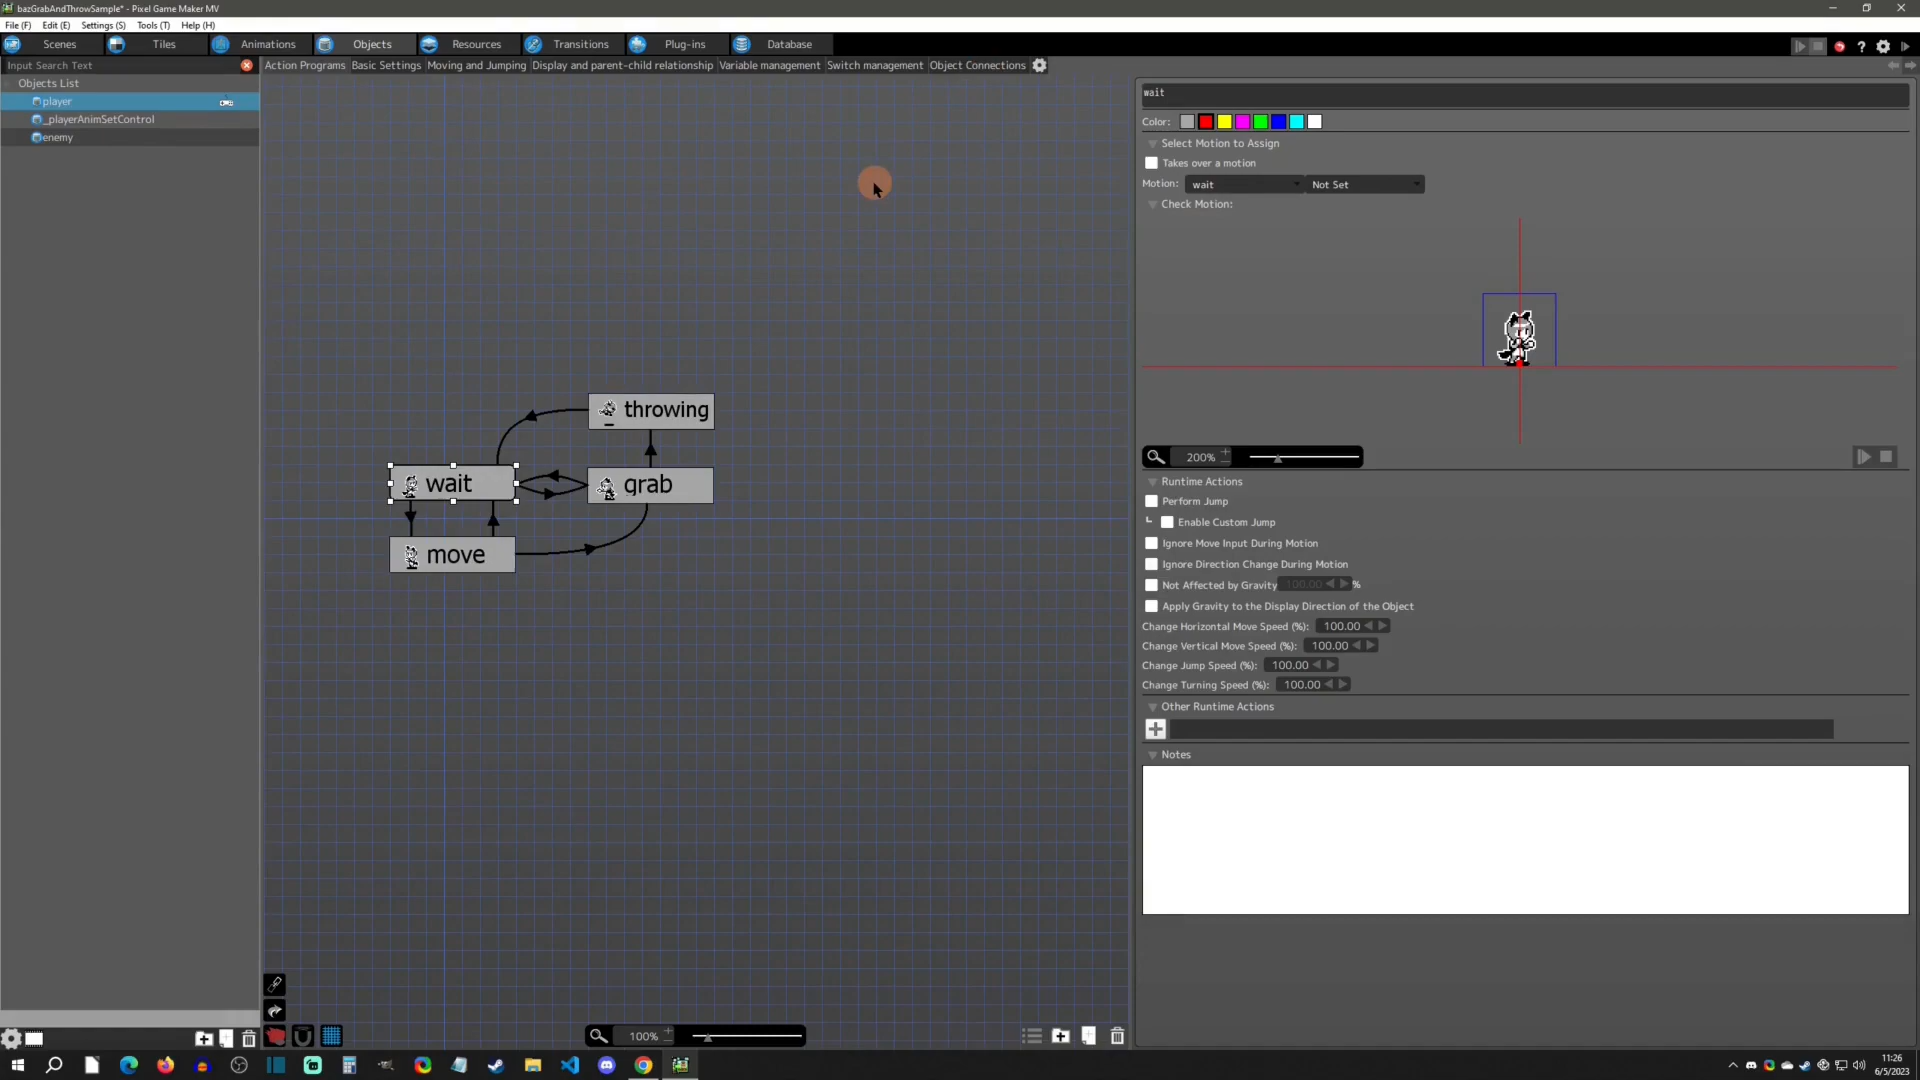 bazGrabAndThrowSample* - Pixel Game Maker MV
File (F) Edit (E) Settings (S) Tools (T) Help (H)
Scenes Tiles Animations Objects Resources Transitions Plug-ins Database
Input Search Text
Action Programs Basic Settings Moving and Jumping Display and parent-child relationship Variable management Switch management Object Connections
Objects List
player
_playerAnimSetControl
enemy
throwing
wait
grab
move
100%
wait
Color:
Select Motion to Assign
Takes over a motion
Motion: wait Not Set
Check Motion:
200%
Runtime Actions
Perform Jump
Enable Custom Jump
Ignore Move Input During Motion
Ignore Direction Change During Motion
Not Affected by Gravity 100.00 %
Apply Gravity to the Display Direction of the Object
Change Horizontal Move Speed (%): 100.00
Change Vertical Move Speed (%): 100.00
Change Jump Speed (%): 100.00
Change Turning Speed (%): 100.00
Other Runtime Actions
Notes
11:26
6/5/2023